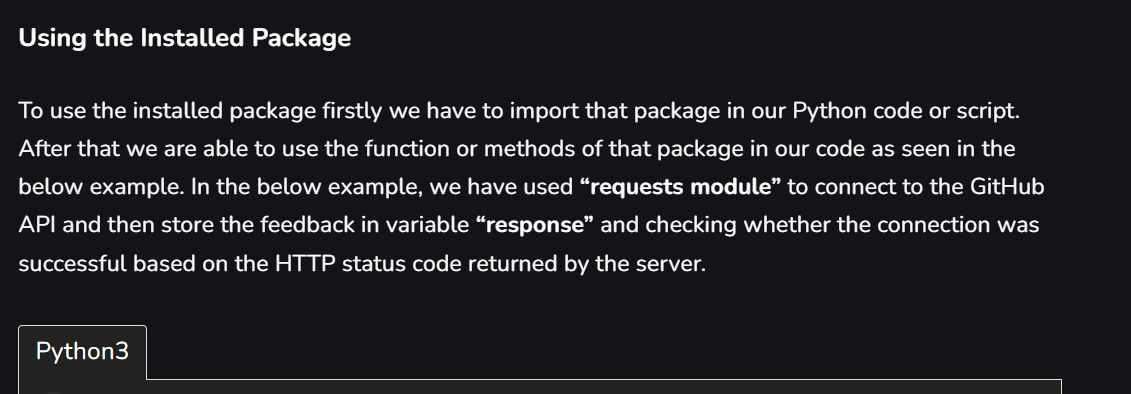 Using the Installed Package
To use the installed package firstly we have to import that package in our Python code or script.
After that we are able to use the function or methods of that package in our code as seen in the
below example. In the below example, we have used “requests module” to connect to the GitHub
API and then store the feedback in variable “response” and checking whether the connection was
successful based on the HTTP status code returned by the server.
Python3